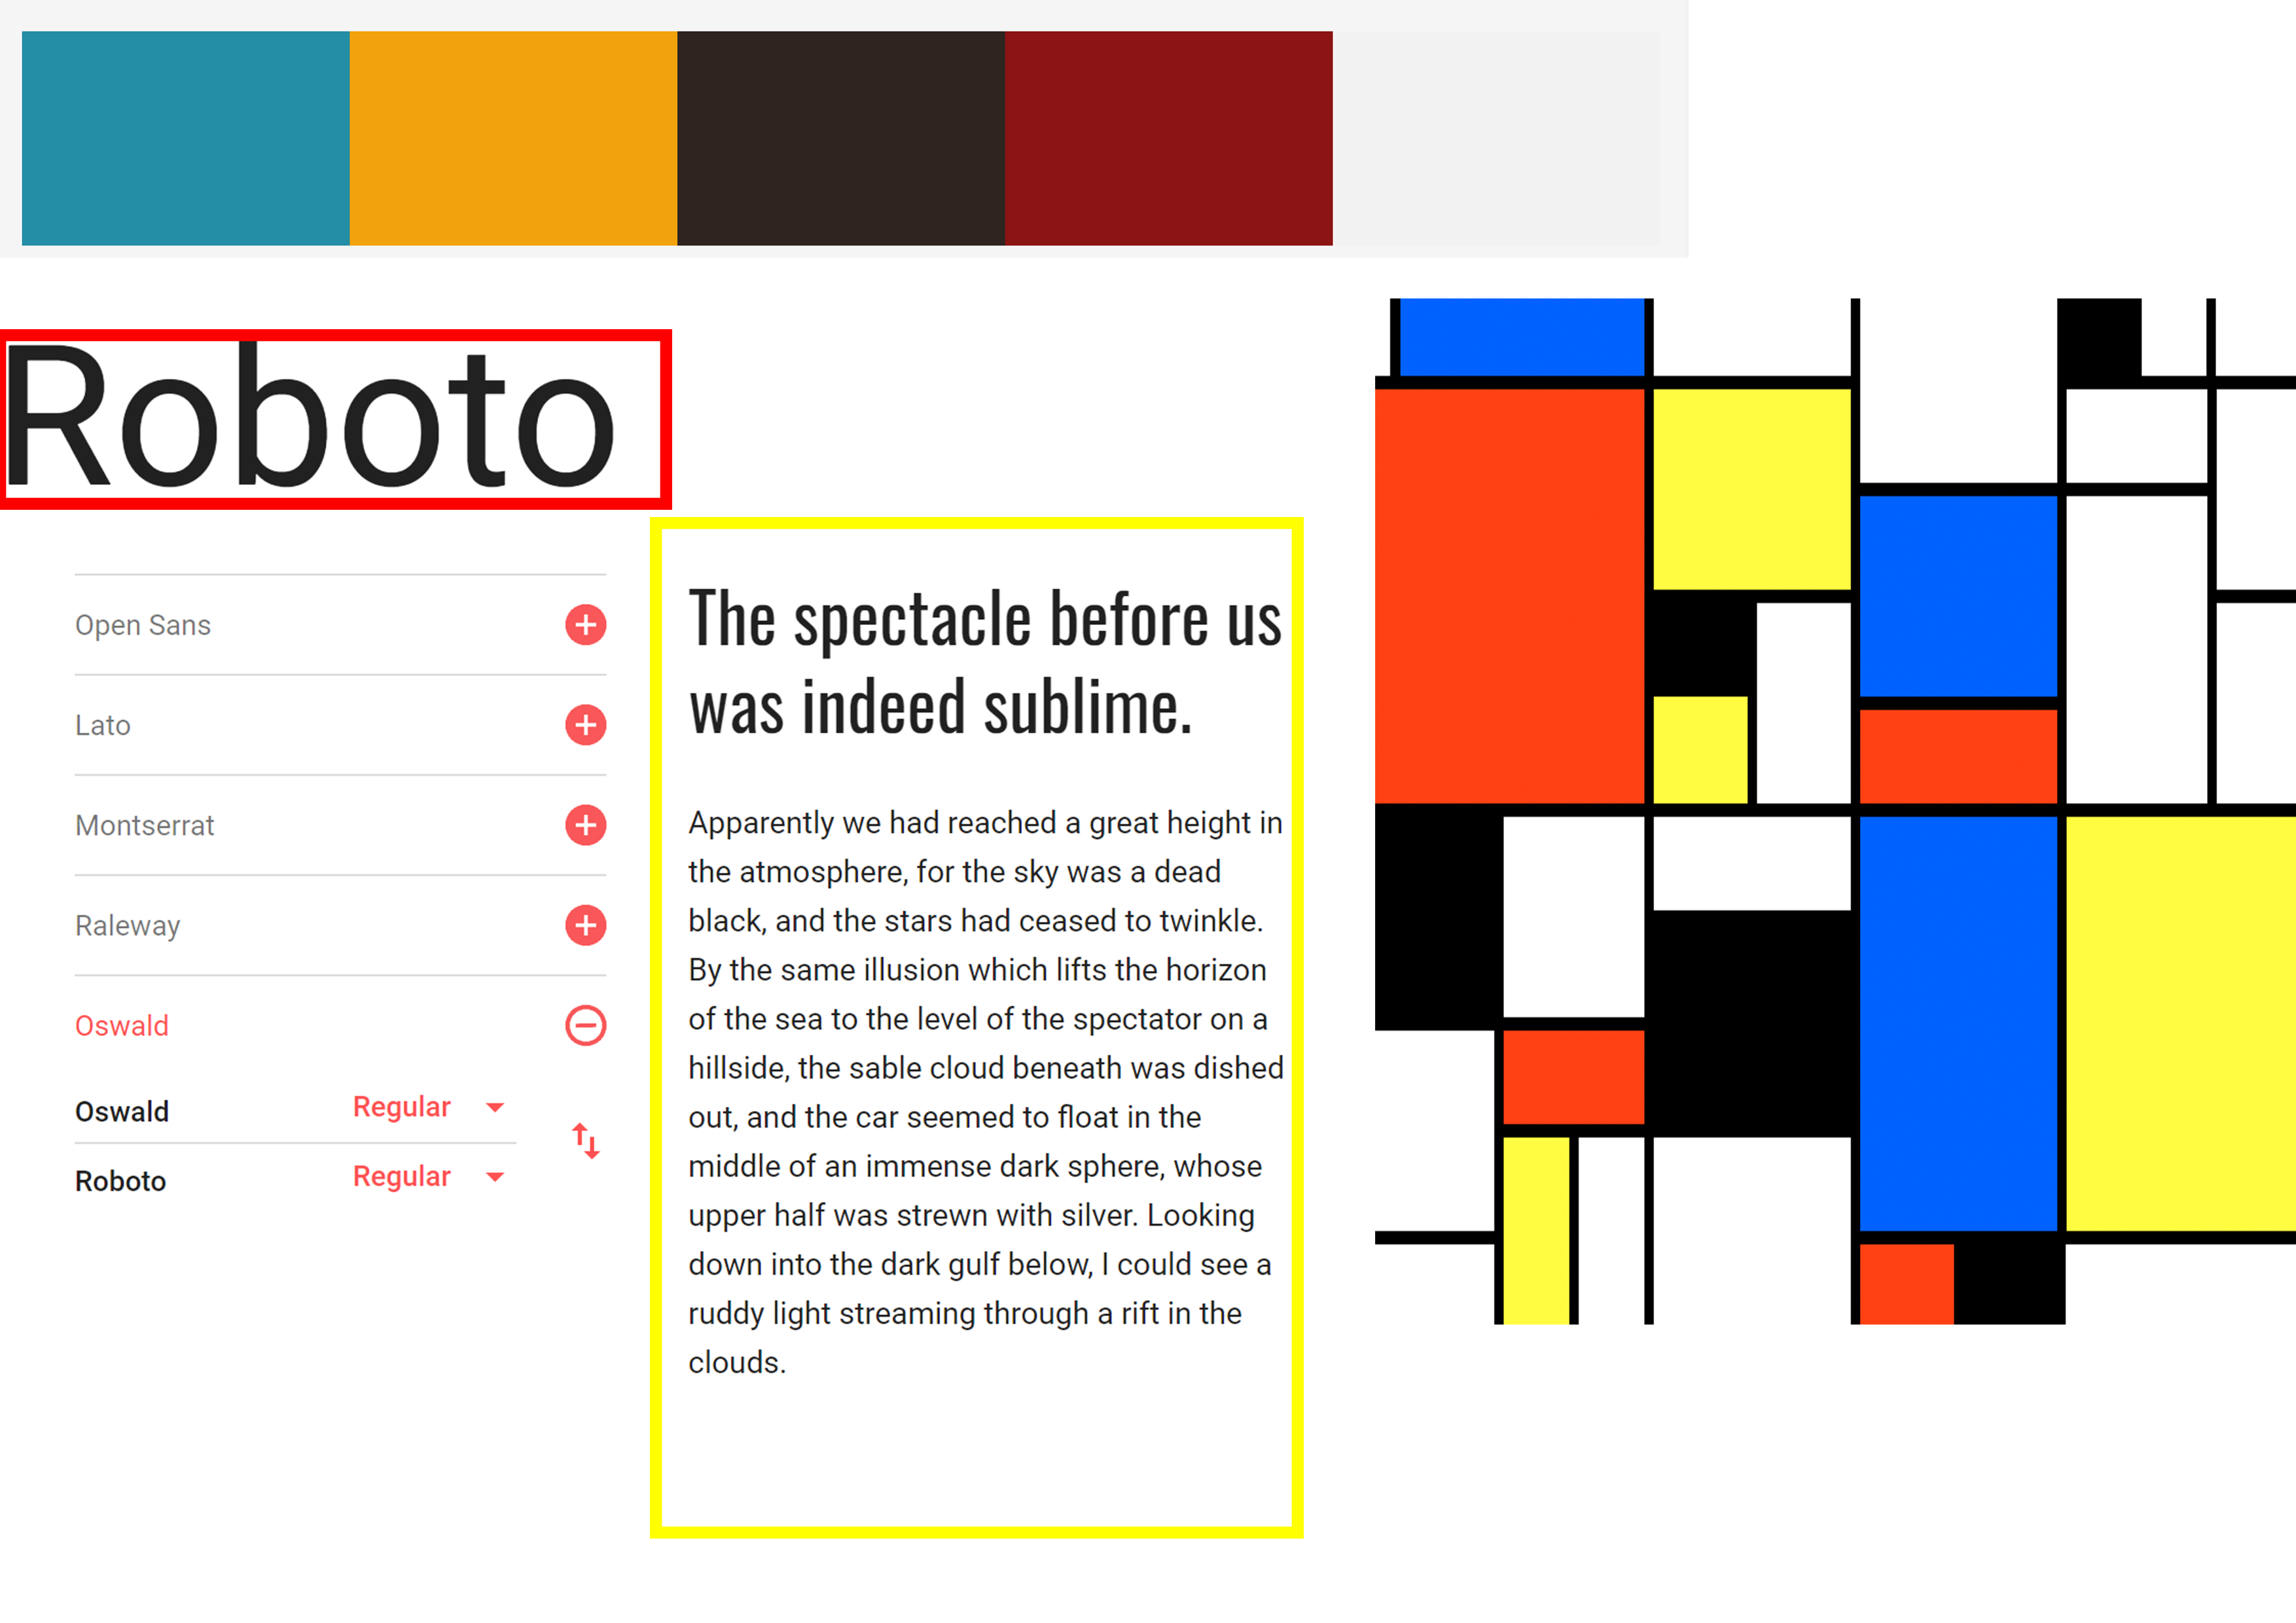 Roboto
Open Sans
Lato
Montserrat
Raleway
Oswald
Oswald Regular
Roboto Regular
The spectacle before us
was indeed sublime.
Apparently we had reached a great height in
the atmosphere, for the sky was a dead
black, and the stars had ceased to twinkle.
By the same illusion which lifts the horizon
of the sea to the level of the spectator on a
hillside, the sable cloud beneath was dished
out, and the car seemed to float in the
middle of an immense dark sphere, whose
upper half was strewn with silver. Looking
down into the dark gulf below, I could see a
ruddy light streaming through a rift in the
clouds.